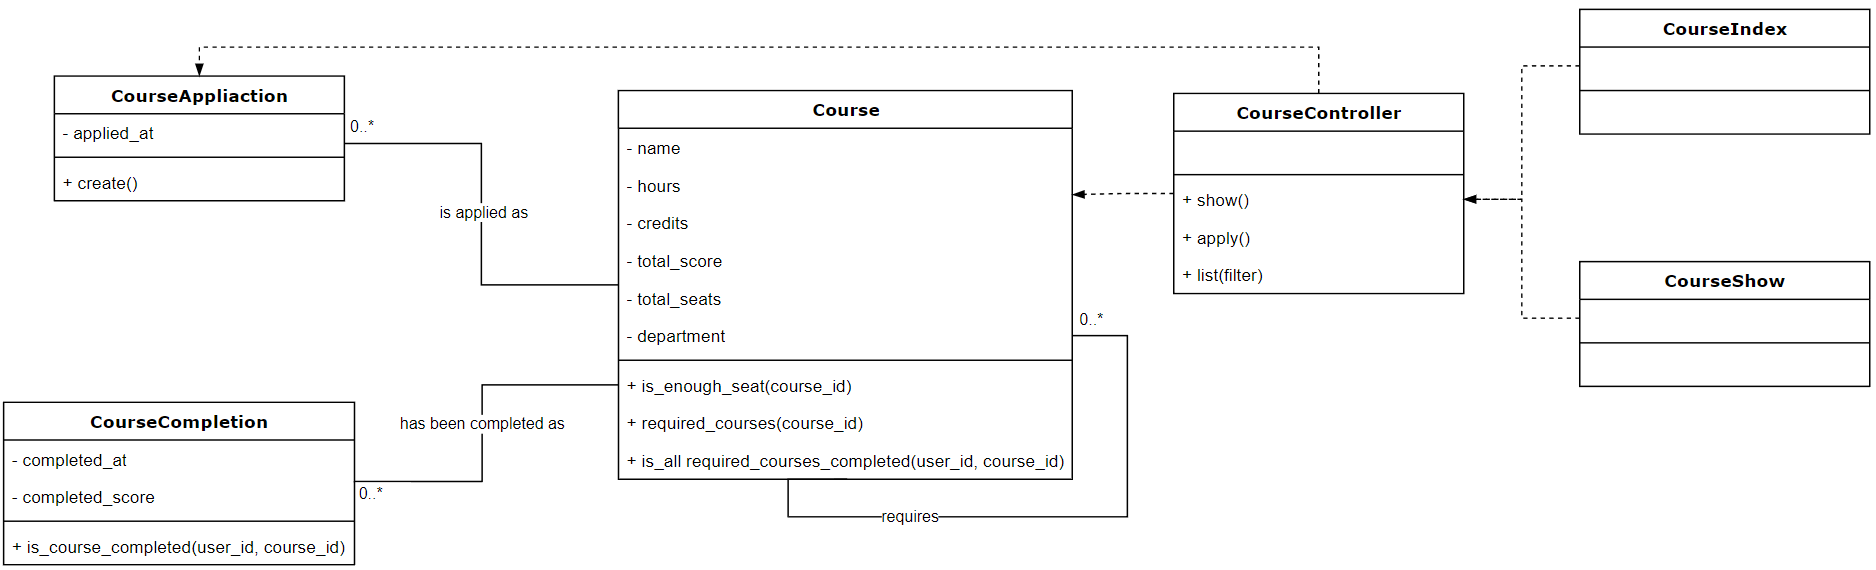 CourseAppliaction
- applied_at
+ create()
0..*
is applied as
CourseCompletion
- completed_at
- completed_score
+ is_course_completed(user_id, course_id)
0..*
has been completed as
Course
- name
- hours
- credits
- total_score
- total_seats
- department
+ is_enough_seat(course_id)
+ required_courses(course_id)
+ is_all required_courses_completed(user_id, course_id)
0..*
requires
CourseController
+ show()
+ apply()
+ list(filter)
CourseIndex
CourseShow